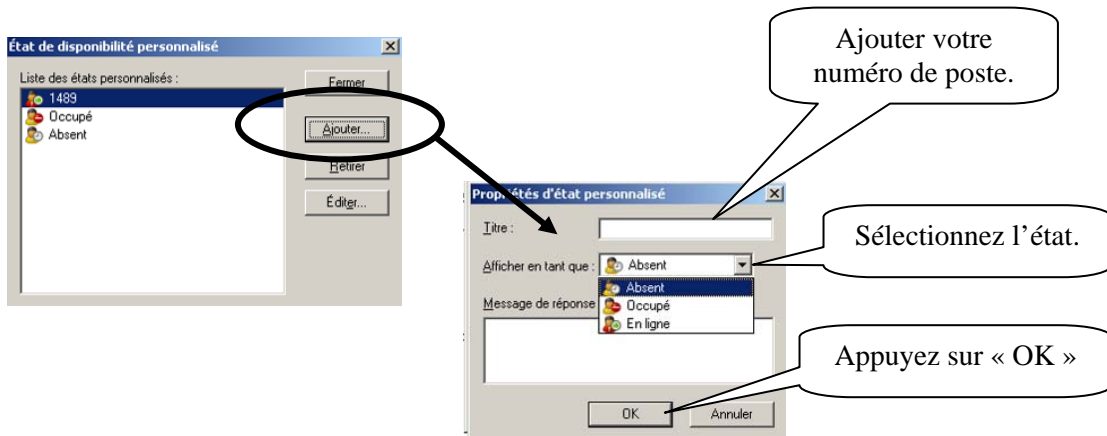 État de disponibilité personnalisé
Liste des états personnalisés :
1489
Occupé
Absent
Fermer
Ajouter...
Retirer
Éditer...
Ajouter votre
numéro de poste.
Propriétés d'état personnalisé
Titre :
Afficher en tant que :
Absent
Absent
Occupé
En ligne
Message de réponse
Sélectionnez l'état.
Appuyez sur « OK »
OK
Annuler